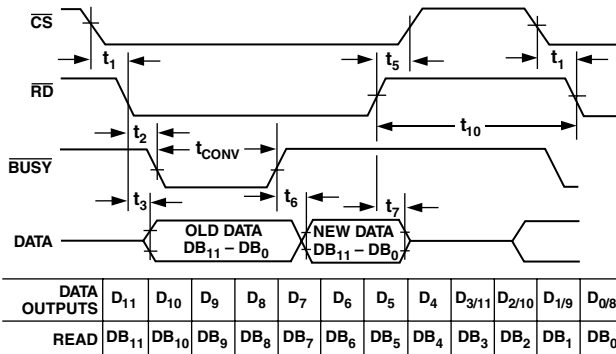 CS
t1 t5 t1
RD
t2 tCONV t10
BUSY
t3 t6 t7
DATA OLD DATA DB11 – DB0 NEW DATA DB11 – DB0
DATA OUTPUTS D11 D10 D9 D8 D7 D6 D5 D4 D3/11 D2/10 D1/9 D0/8
READ DB11 DB10 DB9 DB8 DB7 DB6 DB5 DB4 DB3 DB2 DB1 DB0